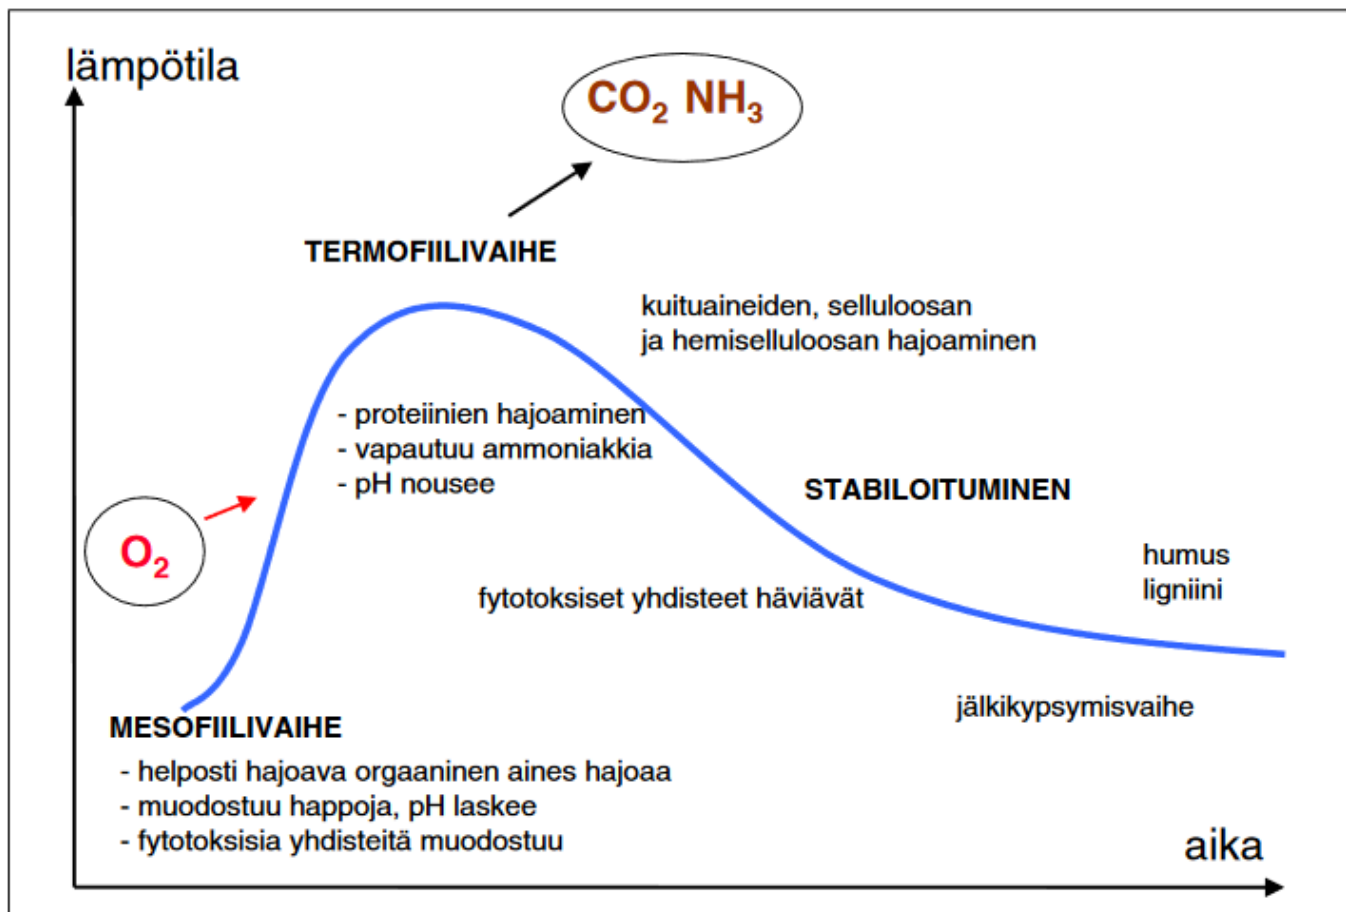 lämpötila
CO₂ NH₃
TERMOFIILIVAIHE
kuituaineiden, selluloosan
ja hemiselluloosan hajoaminen
- proteiinien hajoaminen
- vapautuu ammoniakkia
- pH nousee
STABILOITUMINEN
O₂
humus
ligniini
fytotoksiset yhdisteet häviävät
jälkikypsymisvaihe
MESOFIILIVAIHE
- helposti hajoava orgaaninen aines hajoaa
- muodostuu happoja, pH laskee
- fytotoksisia yhdisteitä muodostuu
aika